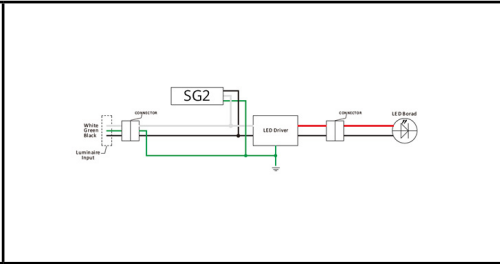 SG2
CONNECTOR
CONNECTOR
LED Borad
White
Green
Black
LED Driver
Luminaire
Input